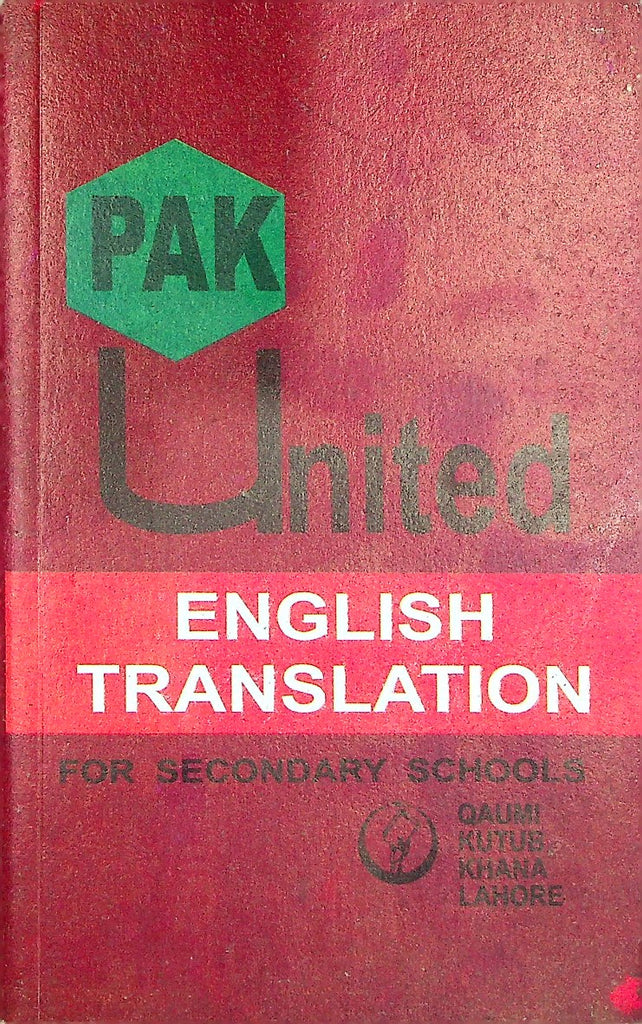 PAK
United
ENGLISH
TRANSLATION
FOR SECONDARY SCHOOLS
QAUMI
KUTUB
KHANA
LAHORE